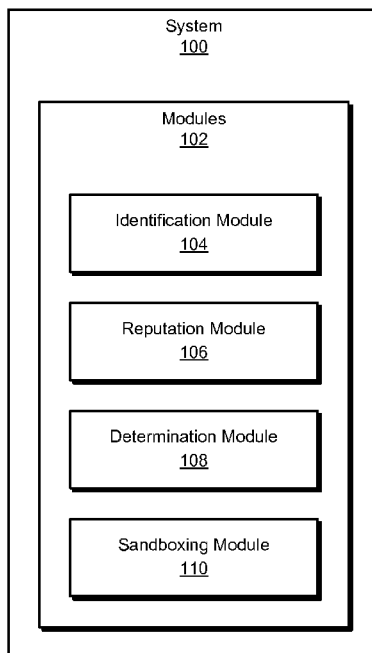 System
100
Modules
102
Identification Module
104
Reputation Module
106
Determination Module
108
Sandboxing Module
110